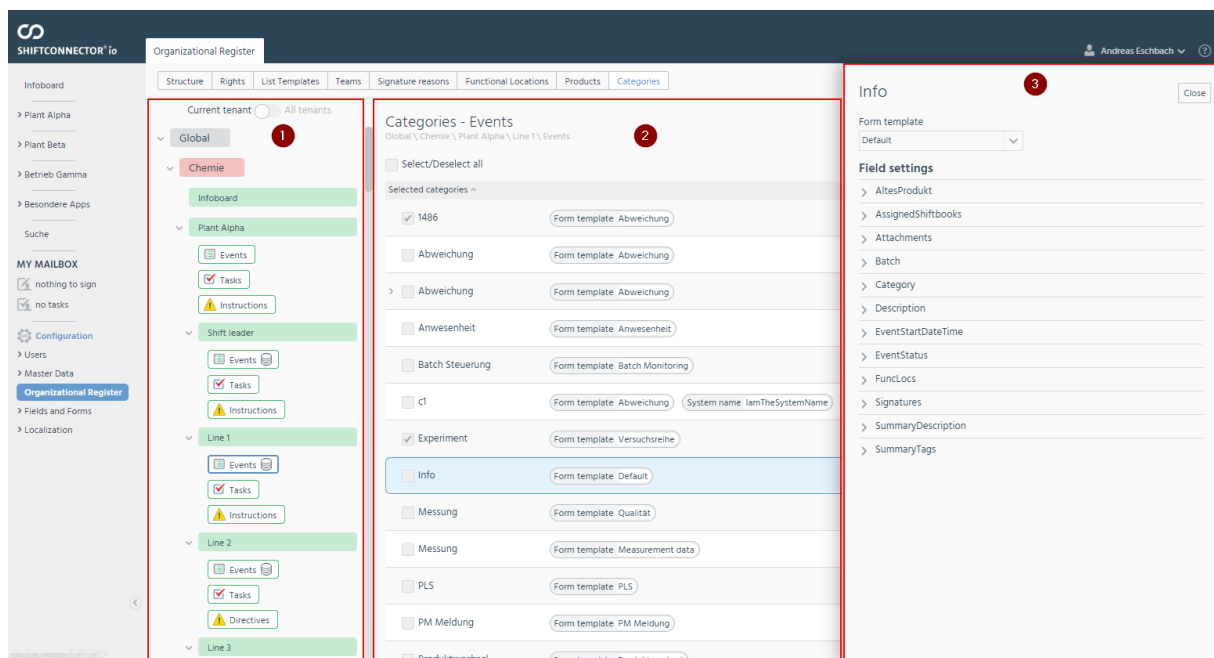 SHIFTCONNECTOR® io
Organizational Register
Andreas Eschbach
?
Infoboard
Plant Alpha
Plant Beta
Betrieb Gamma
Besondere Apps
Suche
MY MAILBOX
nothing to sign
no tasks
Configuration
Users
Master Data
Organizational Register
Fields and Forms
Localization
Structure Rights List Templates Teams Signature reasons Functional Locations Products Categories
Current tenant All tenants
1
Global
Chemie
Infoboard
Plant Alpha
Events
Tasks
Instructions
Shift leader
Events
Tasks
Instructions
Line 1
Events
Tasks
Instructions
Line 2
Events
Tasks
Directives
Line 3
Categories - Events
2
Global \ Chemie \ Plant Alpha \ Line 1 \ Events
Select/Deselect all
Selected categories
1486 Form template Abweichung
Abweichung Form template Abweichung
Abweichung Form template Abweichung
Anwesenheit Form template Anwesenheit
Batch Steuerung Form template Batch Monitoring
c1 Form template Abweichung System name IamTheSystemName
Experiment Form template Versuchsreihe
Info Form template Default
Messung Form template Qualität
Messung Form template Measurement data
PLS Form template PLS
PM Meldung Form template PM Meldung
3
Info
Close
Form template
Default
Field settings
AltesProdukt
AssignedShiftbooks
Attachments
Batch
Category
Description
EventStartDateTime
EventStatus
FuncLocs
Signatures
SummaryDescription
SummaryTags